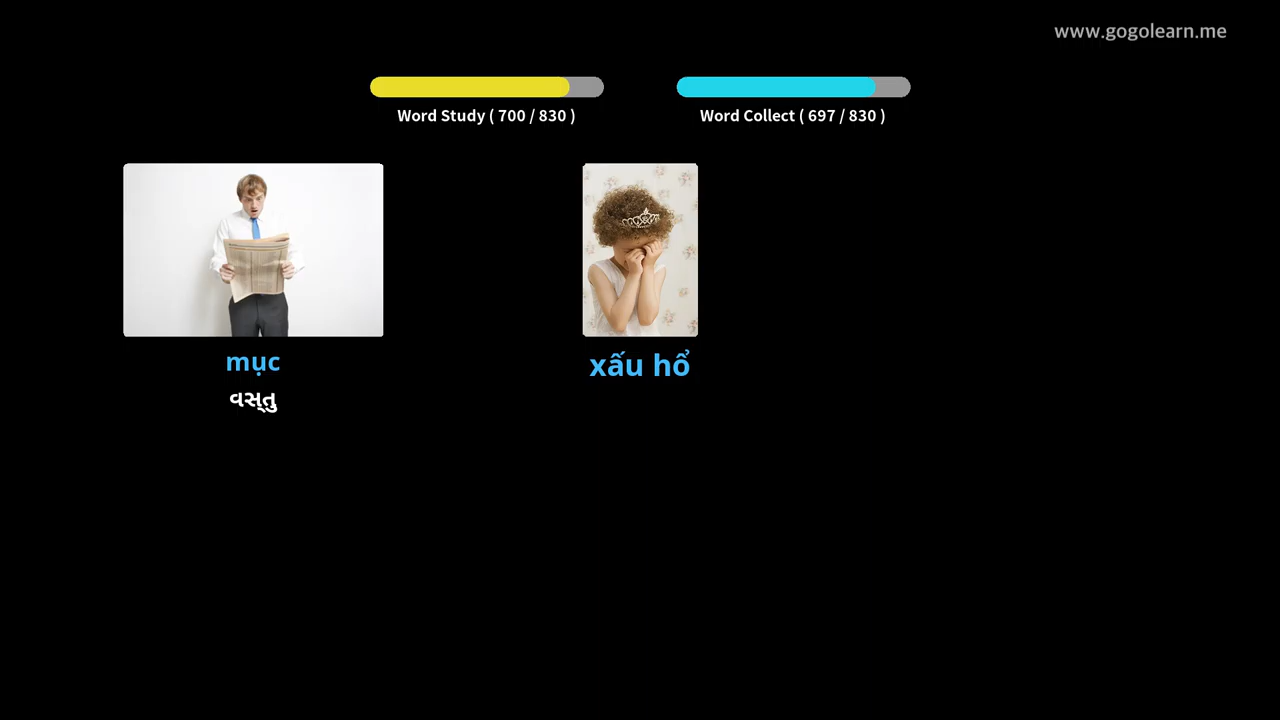 www.gogolearn.me
Word Study ( 700 / 830 )
Word Collect ( 697 / 830 )
mục
વસ્તુ
xấu hổ